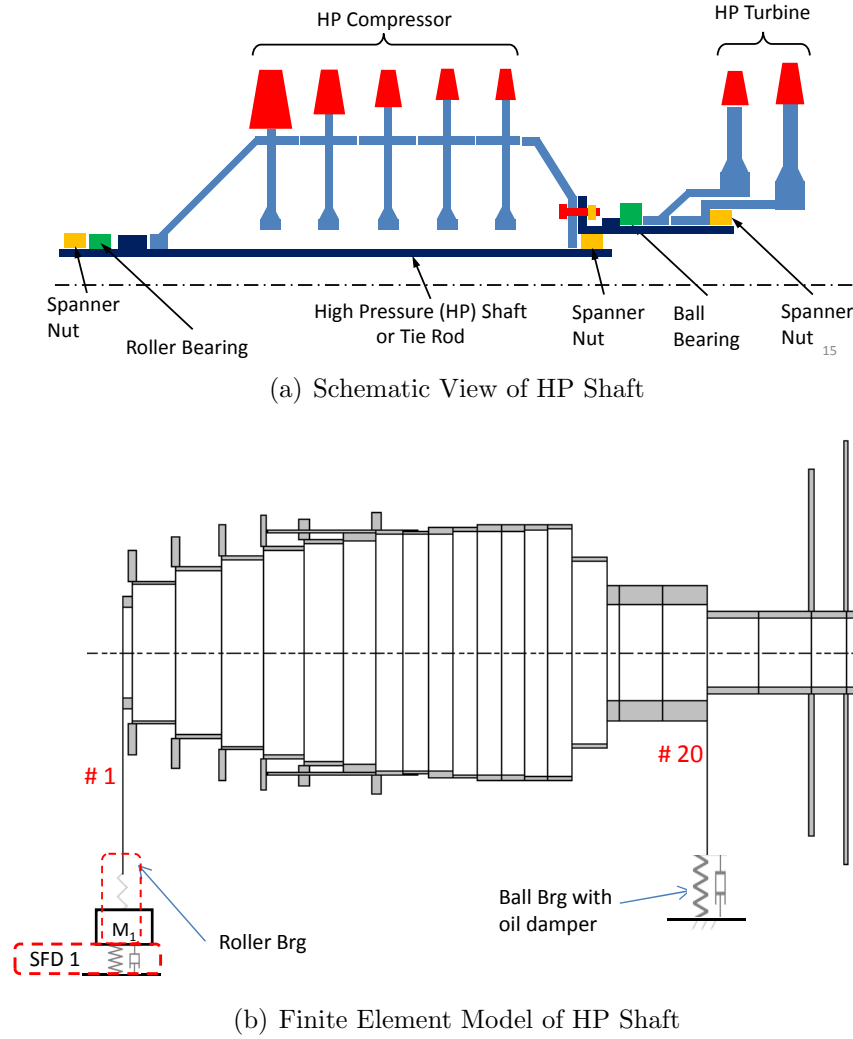 HP Compressor
HP Turbine
Spanner
Nut
Roller Bearing
High Pressure (HP) Shaft
or Tie Rod
Spanner
Nut
Ball
Bearing
Spanner
Nut
15
(a) Schematic View of HP Shaft
# 1
# 20
M1
SFD 1
Roller Brg
Ball Brg with
oil damper
(b) Finite Element Model of HP Shaft